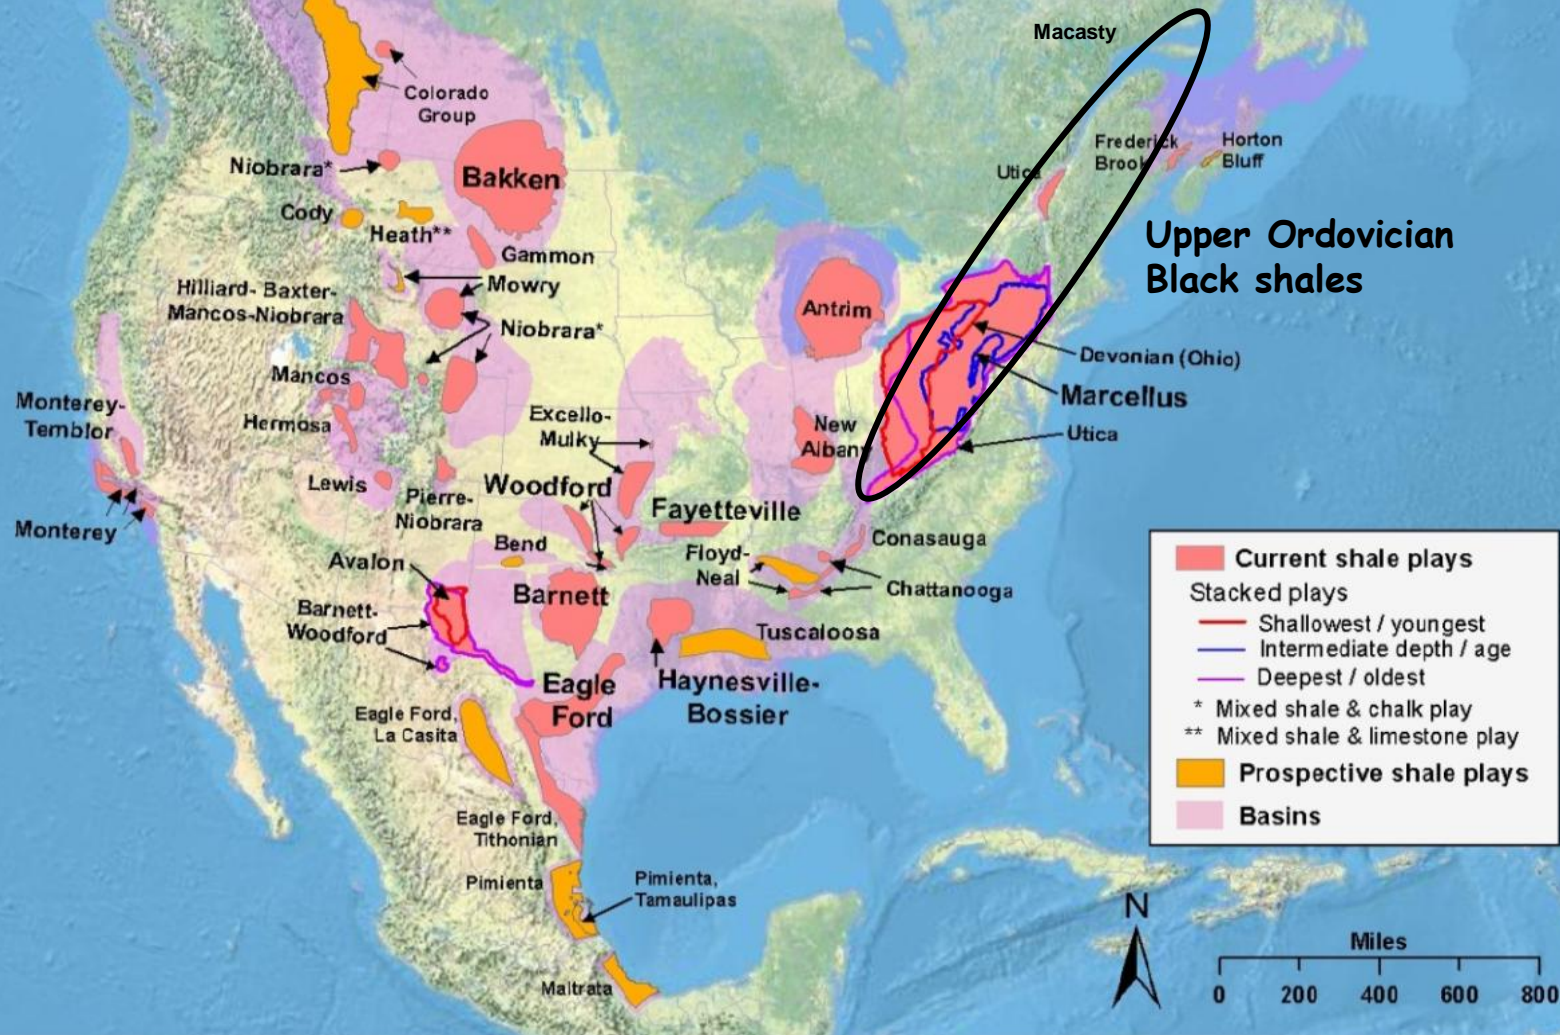 Macasty
Colorado
Group
Frederick
Brook
Horton
Bluff
Niobrara*
Bakken
Utica
Cody
Heath**
Upper Ordovician
Black shales
Gammon
Mowry
Hilliard- Baxter-
Mancos-Niobrara
Antrim
Niobrara*
Devonian (Ohio)
Mancos
Marcellus
Monterey-
Temblor
Hermosa
Excello-
Mulky
New
Albany
Utica
Lewis
Pierre-
Niobrara
Woodford
Fayetteville
Monterey
Bend
Conasauga
Floyd-
Neal
Avalon
Chattanooga
Barnett
Barnett-
Woodford
Tuscaloosa
Eagle
Ford
Haynesville-
Bossier
Eagle Ford,
La Casita
Eagle Ford,
Tithonian
Pimienta
Pimienta,
Tamaulipas
Maltrata
Current shale plays
Stacked plays
Shallowest / youngest
Intermediate depth / age
Deepest / oldest
* Mixed shale & chalk play
** Mixed shale & limestone play
Prospective shale plays
Basins
N
Miles
0 200 400 600 800